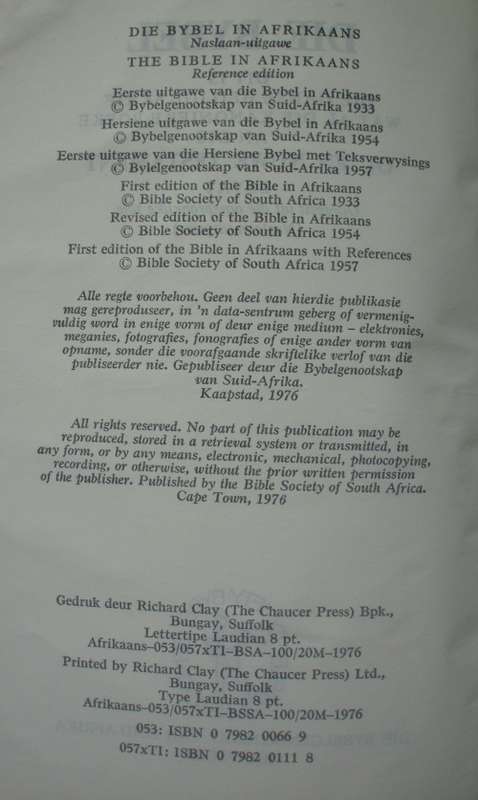 DIE BYBEL IN AFRIKAANS
Naslaan-uitgawe
THE BIBLE IN AFRIKAANS
Reference edition
Eerste uitgawe van die Bybel in Afrikaans
© Bybelgenootskap van Suid-Afrika 1933
Hersiene uitgawe van die Bybel in Afrikaans
© Bybelgenootskap van Suid-Afrika 1954
Eerste uitgawe van die Hersiene Bybel met Teksverwysings
© Bylelgenootskap van Suid-Afrika 1957
First edition of the Bible in Afrikaans
© Bible Society of South Africa 1933
Revised edition of the Bible in Afrikaans
© Bible Society of South Africa 1954
First edition of the Bible in Afrikaans with References
© Bible Society of South Africa 1957
Alle regte voorbehou. Geen deel van hierdie publikasie
mag gereproduseer, in 'n data-sentrum geberg of vermenig-
vuldig word in enige vorm of deur enige medium – elektronies,
meganies, fotografies, fonografies of enige ander vorm van
opname, sonder die voorafgaande skriftelike verlof van die
publiseerder nie. Gepubliseer deur die Bybelgenootskap
van Suid-Afrika.
Kaapstad, 1976
All rights reserved. No part of this publication may be
reproduced, stored in a retrieval system or transmitted, in
any form, or by any means, electronic, mechanical, photocopying,
recording, or otherwise, without the prior written permission
of the publisher. Published by the Bible Society of South Africa.
Cape Town, 1976
Gedruk deur Richard Clay (The Chaucer Press) Bpk.,
Bungay, Suffolk
Lettertipe Laudian 8 pt.
Afrikaans–053/057xTI–BSA–100/20M–1976
Printed by Richard Clay (The Chaucer Press) Ltd.,
Bungay, Suffolk
Type Laudian 8 pt.
Afrikaans–053/057xTI–BSSA–100/20M–1976
053: ISBN 0 7982 0066 9
057xTI: ISBN 0 7982 0111 8